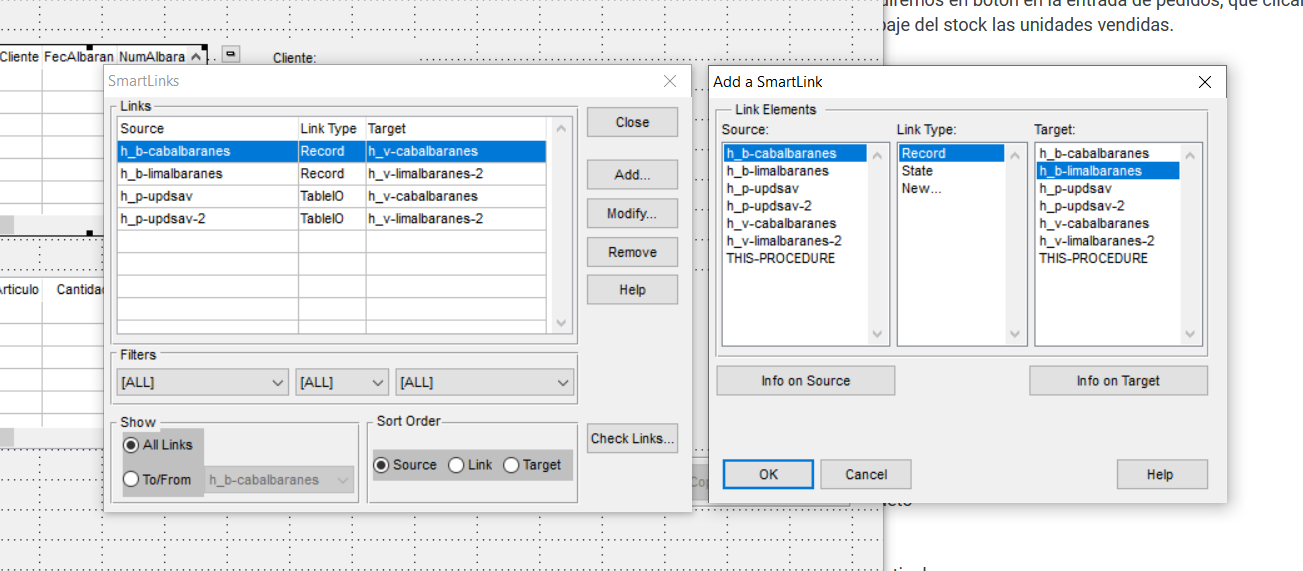 en botón en la entrada de pedidos, que
del stock las unidades vendidas.
Cliente FecAlbaran NumAlbara
Cliente:
SmartLinks
Links
Source Link Type Target
h_b-cabalbaranes Record h_v-cabalbaranes
h_b-limalbaranes Record h_v-limalbaranes-2
h_p-updsav TableIO h_v-cabalbaranes
h_p-updsav-2 TableIO h_v-limalbaranes-2
Close
Add...
Modify...
Remove
Help
Filters
[ALL] [ALL] [ALL]
Show
All Links
To/From h_b-cabalbaranes
Sort Order
Source Link Target
Check Links...
Cantida
Add a SmartLink
Link Elements
Source: Link Type: Target:
h_b-cabalbaranes Record h_b-cabalbaranes
h_b-limalbaranes State h_b-limalbaranes
h_p-updsav New... h_p-updsav
h_p-updsav-2 h_p-updsav-2
h_v-cabalbaranes h_v-cabalbaranes
h_v-limalbaranes-2 h_v-limalbaranes-2
THIS-PROCEDURE THIS-PROCEDURE
Info on Source Info on Target
OK Cancel Help